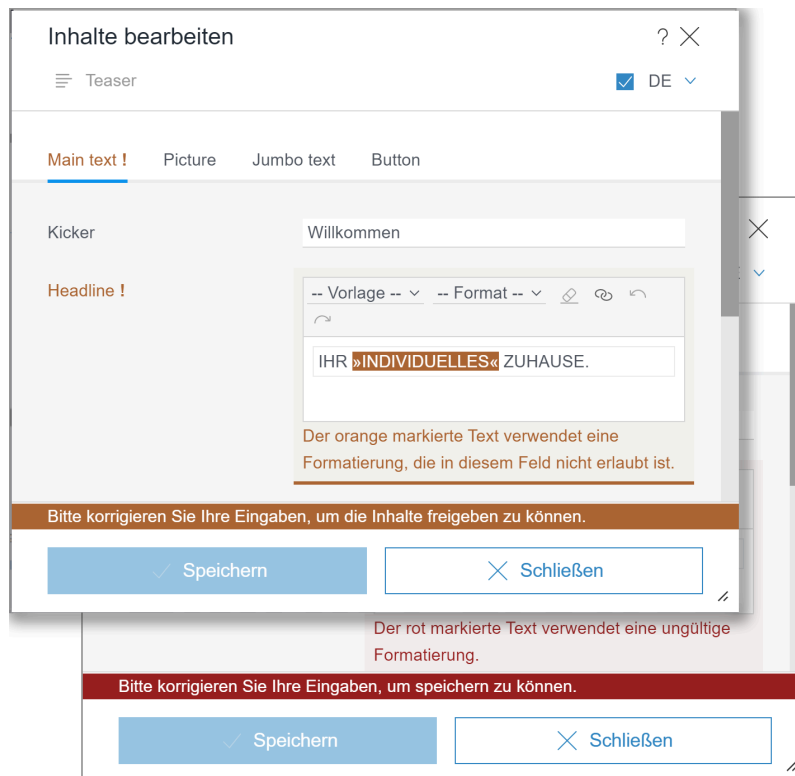 Inhalte bearbeiten ?
Teaser DE
Main text ! Picture Jumbo text Button
Kicker Willkommen
Headline ! -- Vorlage -- -- Format --
IHR »INDIVIDUELLES« ZUHAUSE.
Der orange markierte Text verwendet eine
Formatierung, die in diesem Feld nicht erlaubt ist.
Bitte korrigieren Sie Ihre Eingaben, um die Inhalte freigeben zu können.
Speichern Schließen
Der rot markierte Text verwendet eine ungültige
Formatierung.
Bitte korrigieren Sie Ihre Eingaben, um speichern zu können.
Speichern Schließen